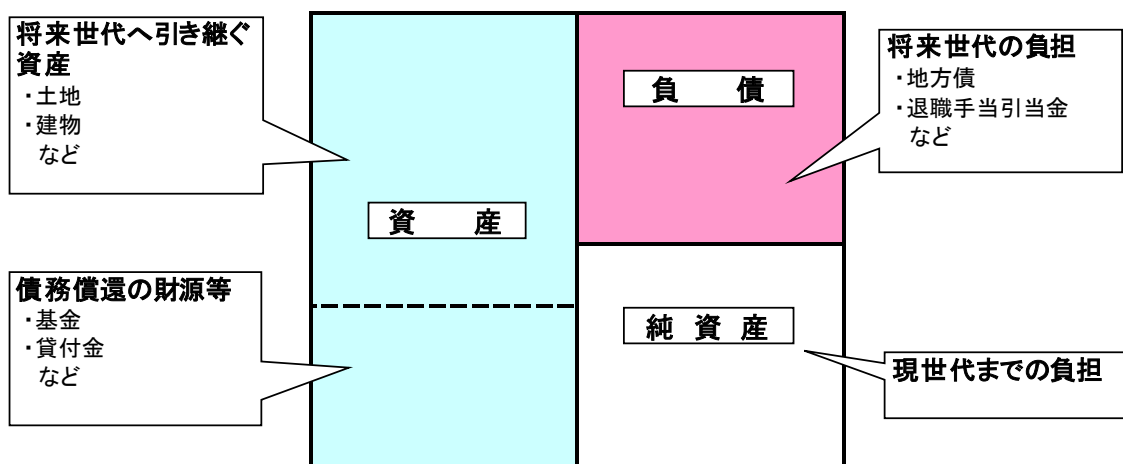 将来世代へ引き継ぐ
資産
・土地
・建物
など
債務償還の財源等
・基金
・貸付金
など
資　産
負　債
純 資 産
将来世代の負担
・地方債
・退職手当引当金
など
現世代までの負担